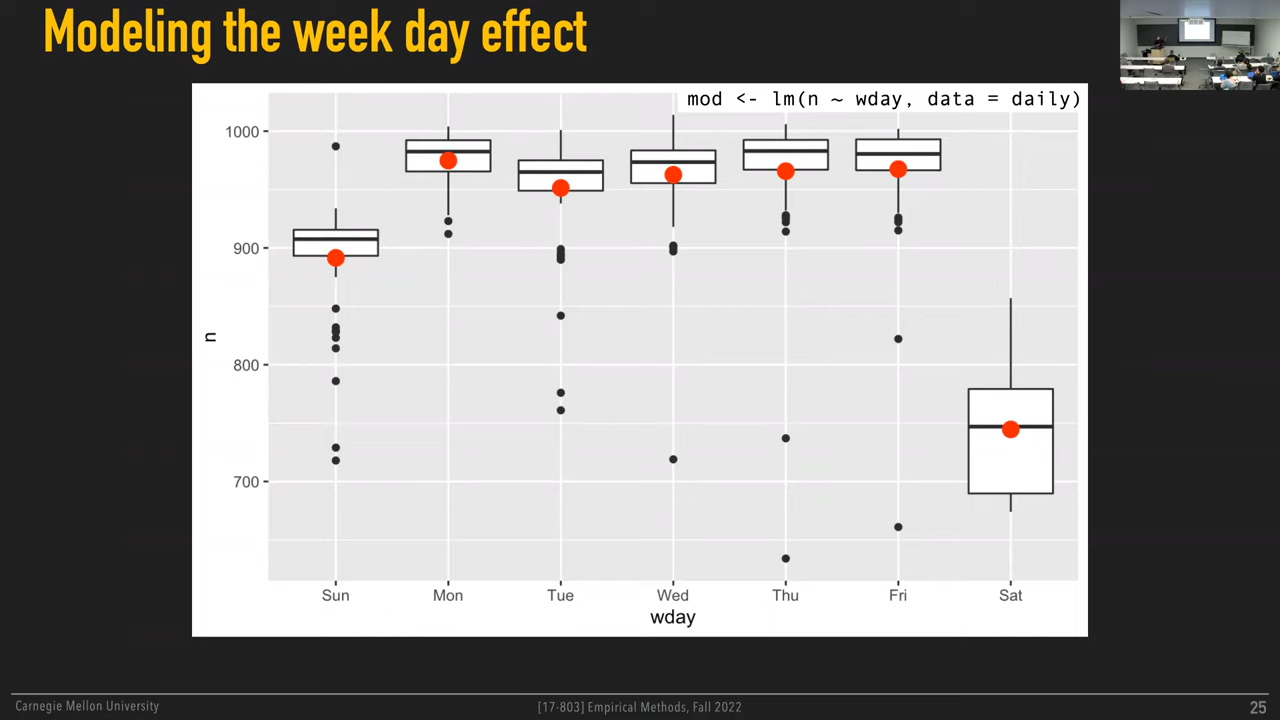 Modeling the week day effect
mod <- lm(n ~ wday, data = daily)
1000
900
800
700
n
Sun Mon Tue Wed Thu Fri Sat
wday
Carnegie Mellon University
[17-803] Empirical Methods, Fall 2022
25